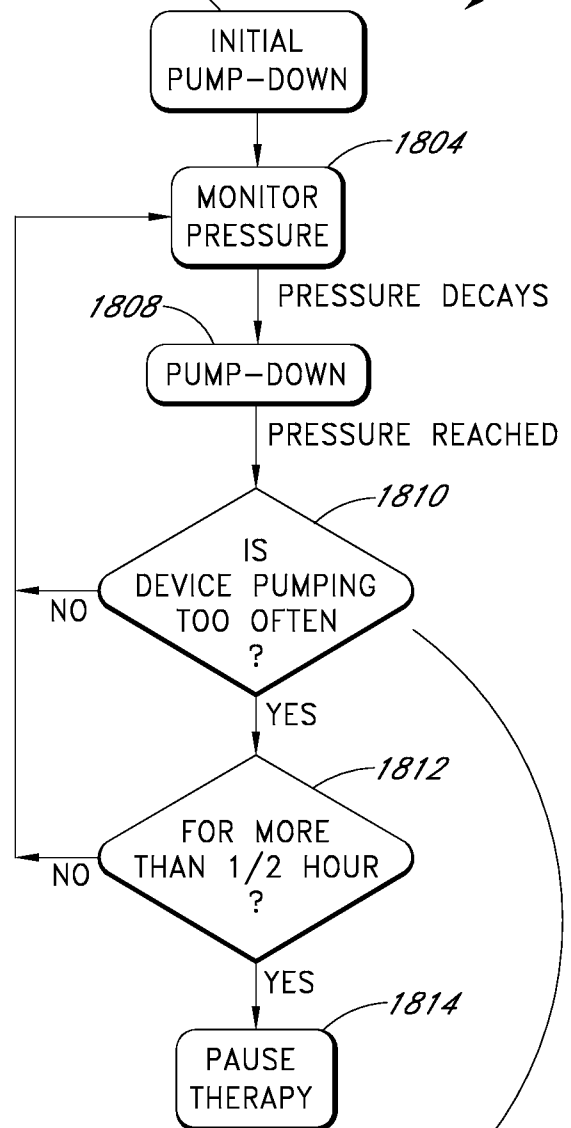 INITIAL
PUMP-DOWN
1804
MONITOR
PRESSURE
PRESSURE DECAYS
1808
PUMP-DOWN
PRESSURE REACHED
1810
IS
DEVICE PUMPING
TOO OFTEN
?
NO
YES
1812
FOR MORE
THAN 1/2 HOUR
?
NO
YES
1814
PAUSE
THERAPY